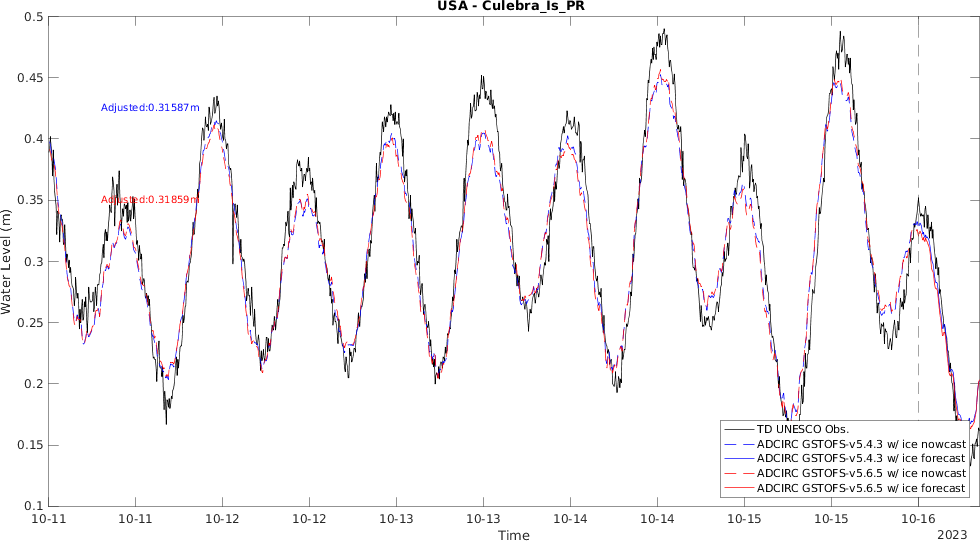 USA - Culebra_Is_PR
0.5
0.45
0.4
0.35
0.3
0.25
0.2
0.15
0.1
Water Level (m)
Adjusted:0.31587m
Adjusted:0.31859m
TD UNESCO Obs.
ADCIRC GSTOFS-v5.4.3 w/ ice nowcast
ADCIRC GSTOFS-v5.4.3 w/ ice forecast
ADCIRC GSTOFS-v5.6.5 w/ ice nowcast
ADCIRC GSTOFS-v5.6.5 w/ ice forecast
10-11 10-11 10-12 10-12 10-13 10-13 10-14 10-14 10-15 10-15 10-16
Time
2023